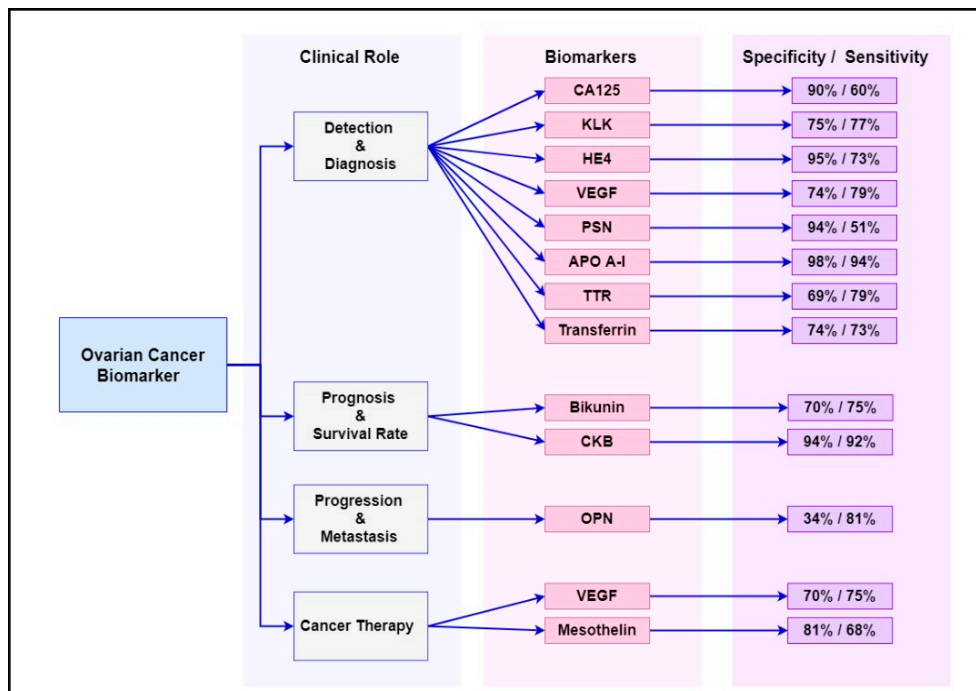 Clinical Role
Biomarkers
Specificity / Sensitivity
Ovarian Cancer
Biomarker
Detection
&
Diagnosis
CA125
90% / 60%
KLK
75% / 77%
HE4
95% / 73%
VEGF
74% / 79%
PSN
94% / 51%
APO A-I
98% / 94%
TTR
69% / 79%
Transferrin
74% / 73%
Prognosis
&
Survival Rate
Bikunin
70% / 75%
CKB
94% / 92%
Progression
&
Metastasis
OPN
34% / 81%
Cancer Therapy
VEGF
70% / 75%
Mesothelin
81% / 68%